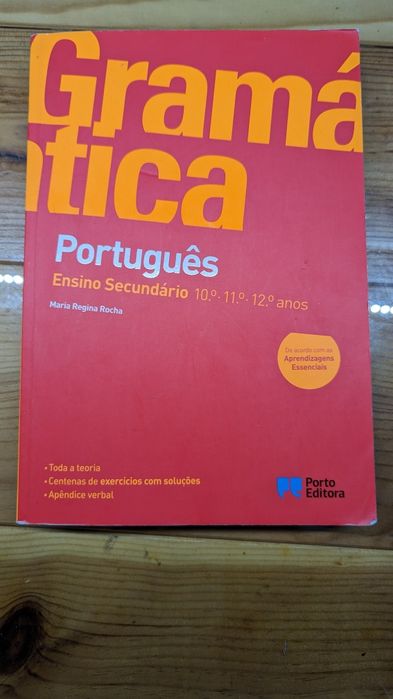 Gramá
tica
Português
Ensino Secundário 10.º · 11.º · 12.º anos
Maria Regina Rocha
De acordo com as
Aprendizagens
Essenciais
• Toda a teoria
• Centenas de exercícios com soluções
• Apêndice verbal
Porto
Editora